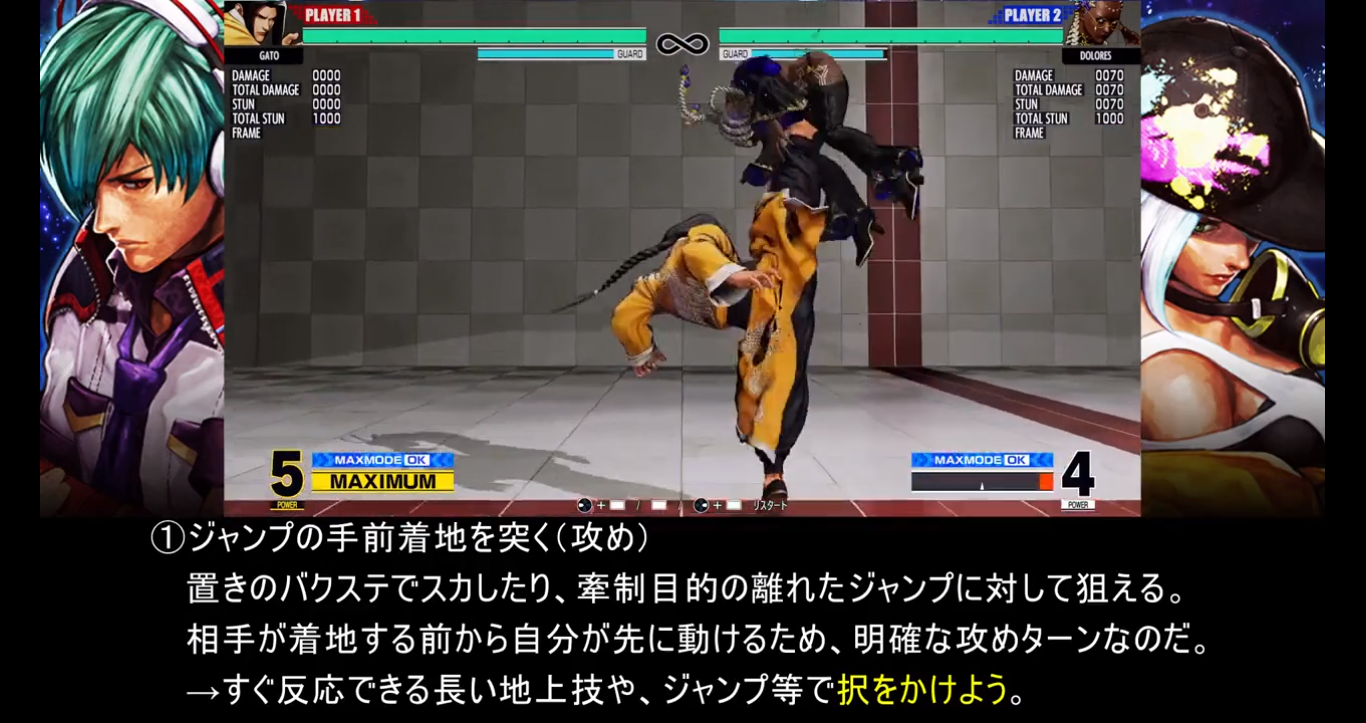 PLAYER 1
PLAYER 2
GATO
GUARD
GUARD
DOLORES
DAMAGE 0000
TOTAL DAMAGE 0000
STUN 0000
TOTAL STUN 1000
FRAME
DAMAGE 0070
TOTAL DAMAGE 0070
STUN 0070
TOTAL STUN 1000
FRAME
5
POWER
MAXMODE OK
MAXIMUM
MAXMODE OK
4
POWER
+ / / + リスタート
①ジャンプの手前着地を突く(攻め)
置きのバクステでスカしたり、牽制目的の離れたジャンプに対して狙える。
相手が着地する前から自分が先に動けるため、明確な攻めターンなのだ。
→すぐ反応できる長い地上技や、ジャンプ等で択をかけよう。